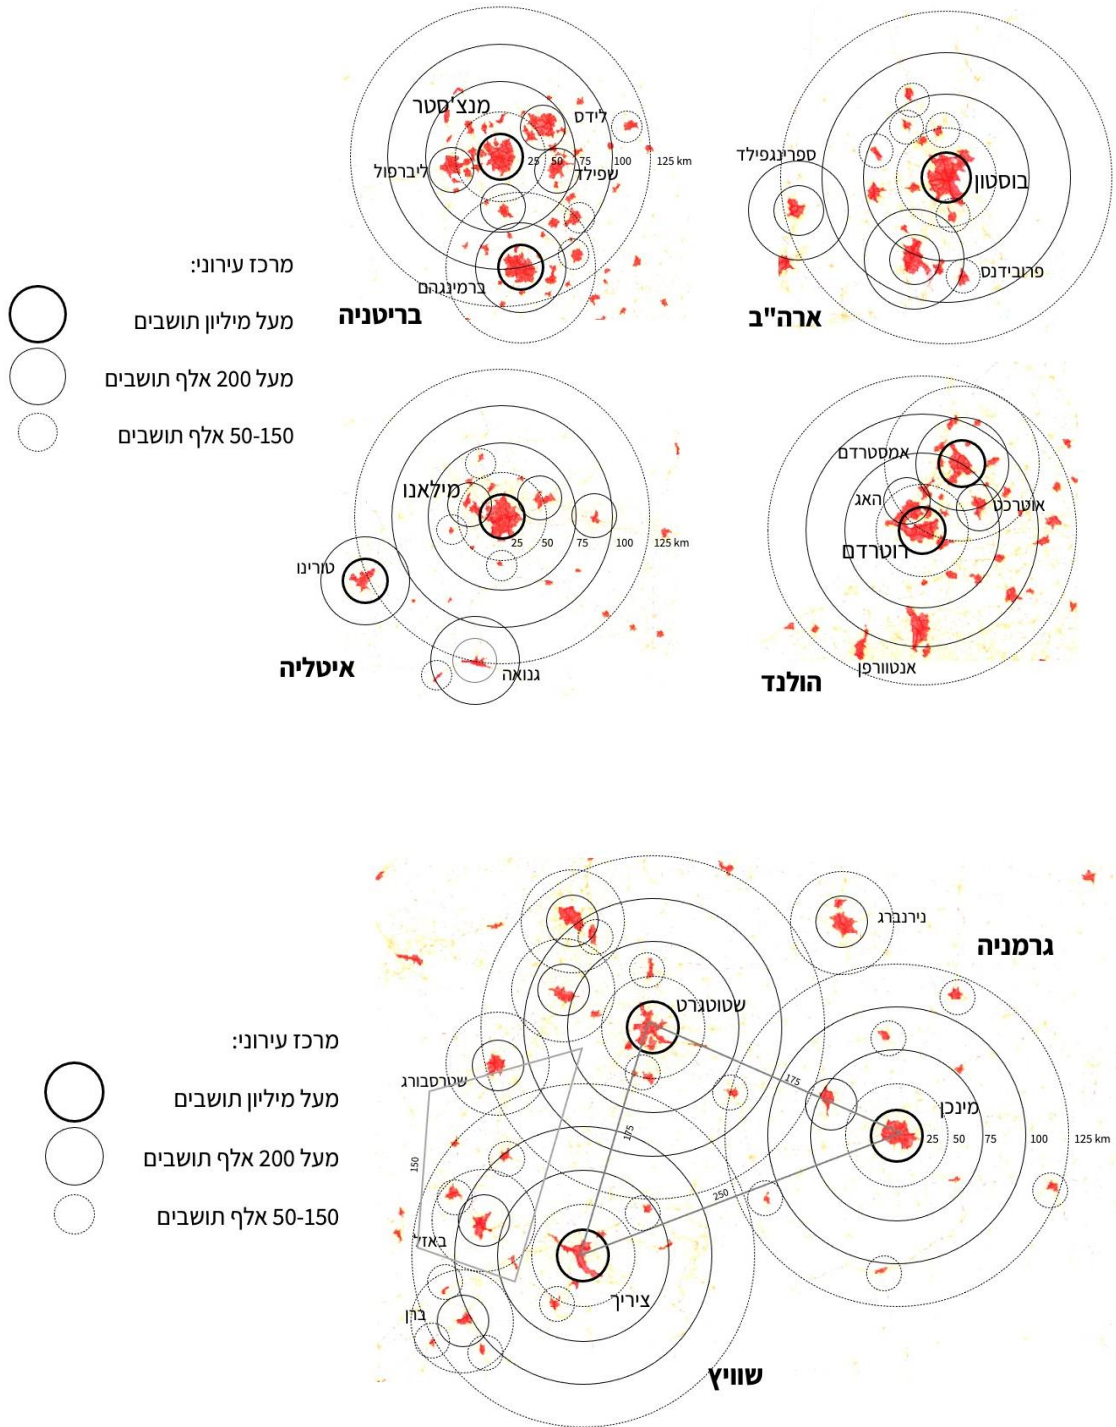 מנצ'סטר
לידס
25 50 75 100 125 km
ליברפול
שפילד
ברמינגהם
בריטניה
ספרינגפילד
בוסטון
פרובידנס
ארה"ב
מרכז עירוני:
מעל מיליון תושבים
מעל 200 אלף תושבים
50-150 אלף תושבים
מילאנו
25 50 75 100 125 km
טורינו
גנואה
איטליה
אמסטרדם
האג
אוטרכט
רוטרדם
אנטוורפן
הולנד
נירנברג
גרמניה
שטוטגרט
שטרסבורג
175
מינכן
25 50 75 100 125 km
175
150
250
באזל
ציריך
ברן
שוויץ
מרכז עירוני:
מעל מיליון תושבים
מעל 200 אלף תושבים
50-150 אלף תושבים